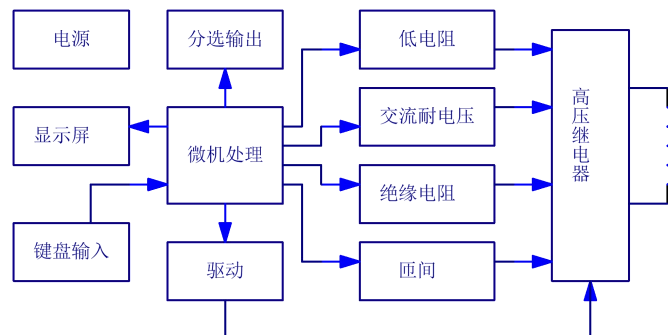 电源
分选输出
低电阻
显示屏
微机处理
交流耐电压
高压继电器
绝缘电阻
键盘输入
驱动
匝间